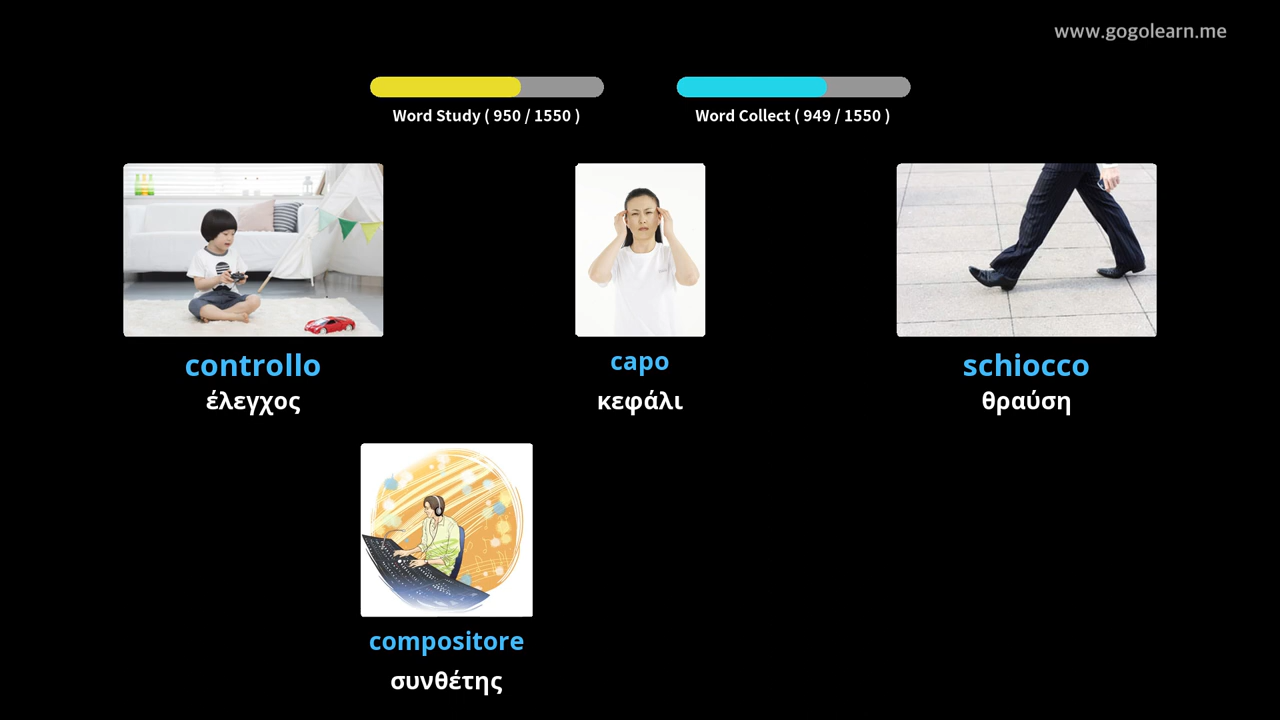 www.gogolearn.me
Word Study ( 950 / 1550 )
Word Collect ( 949 / 1550 )
controllo
έλεγχος
capo
κεφάλι
schiocco
θραύση
compositore
συνθέτης